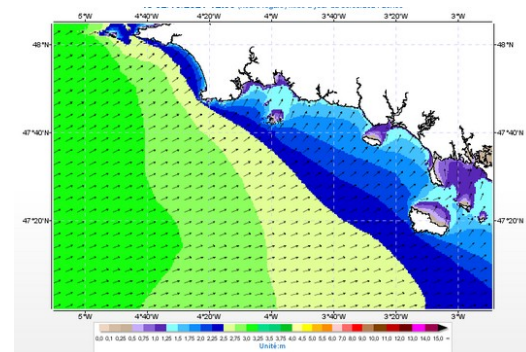 5°W 4°40'W 4°20'W 4°W 3°40'W 3°20'W 3°W
48°N 48°N
47°40'N 47°40'N
47°20'N 47°20'N
5°W 4°40'W 4°20'W 4°W 3°40'W 3°20'W 3°W
0,0 0,1 0,25 0,5 0,75 1,0 1,25 1,5 1,75 2,0 2,25 2,5 2,75 3,0 3,25 3,5 3,75 4,0 4,5 5,0 5,5 6,0 7,0 8,0 9,0 10,0 11,0 12,0 13,0 14,0 15,0 ∞
Unité:m